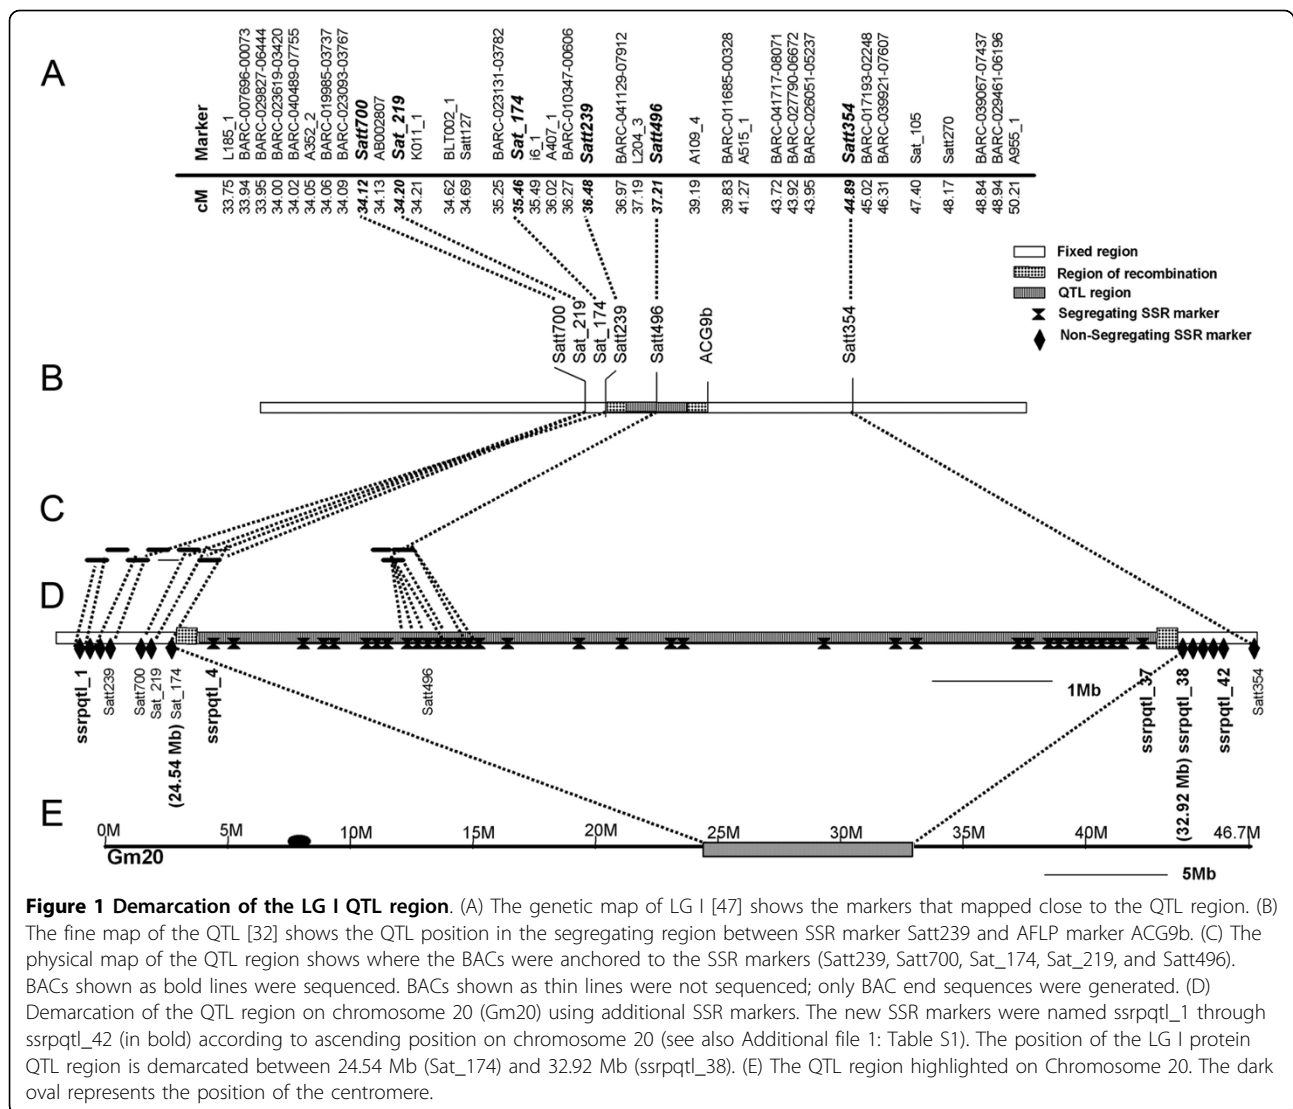 A
Marker
L185_1
BARC-007696-00073
BARC-029827-06444
BARC-023619-03420
BARC-040489-07755
A352_2
BARC-019985-03737
BARC-023093-03767
Satt700
AB002807
Sat_219
K011_1
BLT002_1
Satt127
BARC-023131-03782
Sat_174
i6_1
A407_1
BARC-010347-00606
Satt239
BARC-041129-07912
L204_3
Satt496
A109_4
BARC-011685-00328
A515_1
BARC-041717-08071
BARC-027790-06672
BARC-026051-05237
Satt354
BARC-017193-02248
BARC-039921-07607
Sat_105
Satt270
BARC-039067-07437
BARC-029461-06196
A955_1
cM
33.75
33.94
33.95
34.00
34.02
34.05
34.06
34.09
34.12
34.13
34.20
34.21
34.62
34.69
35.25
35.46
35.49
36.02
36.27
36.48
36.97
37.19
37.21
39.19
39.83
41.27
43.72
43.92
43.95
44.89
45.02
46.31
47.40
48.17
48.84
48.94
50.21
Fixed region
Region of recombination
QTL region
Segregating SSR marker
Non-Segregating SSR marker
B
Satt700
Sat_219
Sat_174
Satt239
Satt496
ACG9b
Satt354
C
D
ssrpqtl_1
Satt239
Satt700
Sat_219
(24.54 Mb) Sat_174
ssrpqtl_4
Satt496
1Mb
ssrpqtl_37
(32.92 Mb) ssrpqtl_38
ssrpqtl_42
Satt354
E
0M 5M 10M 15M 20M 25M 30M 35M 40M 46.7M
Gm20
5Mb
Figure 1 Demarcation of the LG I QTL region. (A) The genetic map of LG I [47] shows the markers that mapped close to the QTL region. (B)
The fine map of the QTL [32] shows the QTL position in the segregating region between SSR marker Satt239 and AFLP marker ACG9b. (C) The
physical map of the QTL region shows where the BACs were anchored to the SSR markers (Satt239, Satt700, Sat_174, Sat_219, and Satt496).
BACs shown as bold lines were sequenced. BACs shown as thin lines were not sequenced; only BAC end sequences were generated. (D)
Demarcation of the QTL region on chromosome 20 (Gm20) using additional SSR markers. The new SSR markers were named ssrpqtl_1 through
ssrpqtl_42 (in bold) according to ascending position on chromosome 20 (see also Additional file 1: Table S1). The position of the LG I protein
QTL region is demarcated between 24.54 Mb (Sat_174) and 32.92 Mb (ssrpqtl_38). (E) The QTL region highlighted on Chromosome 20. The dark
oval represents the position of the centromere.